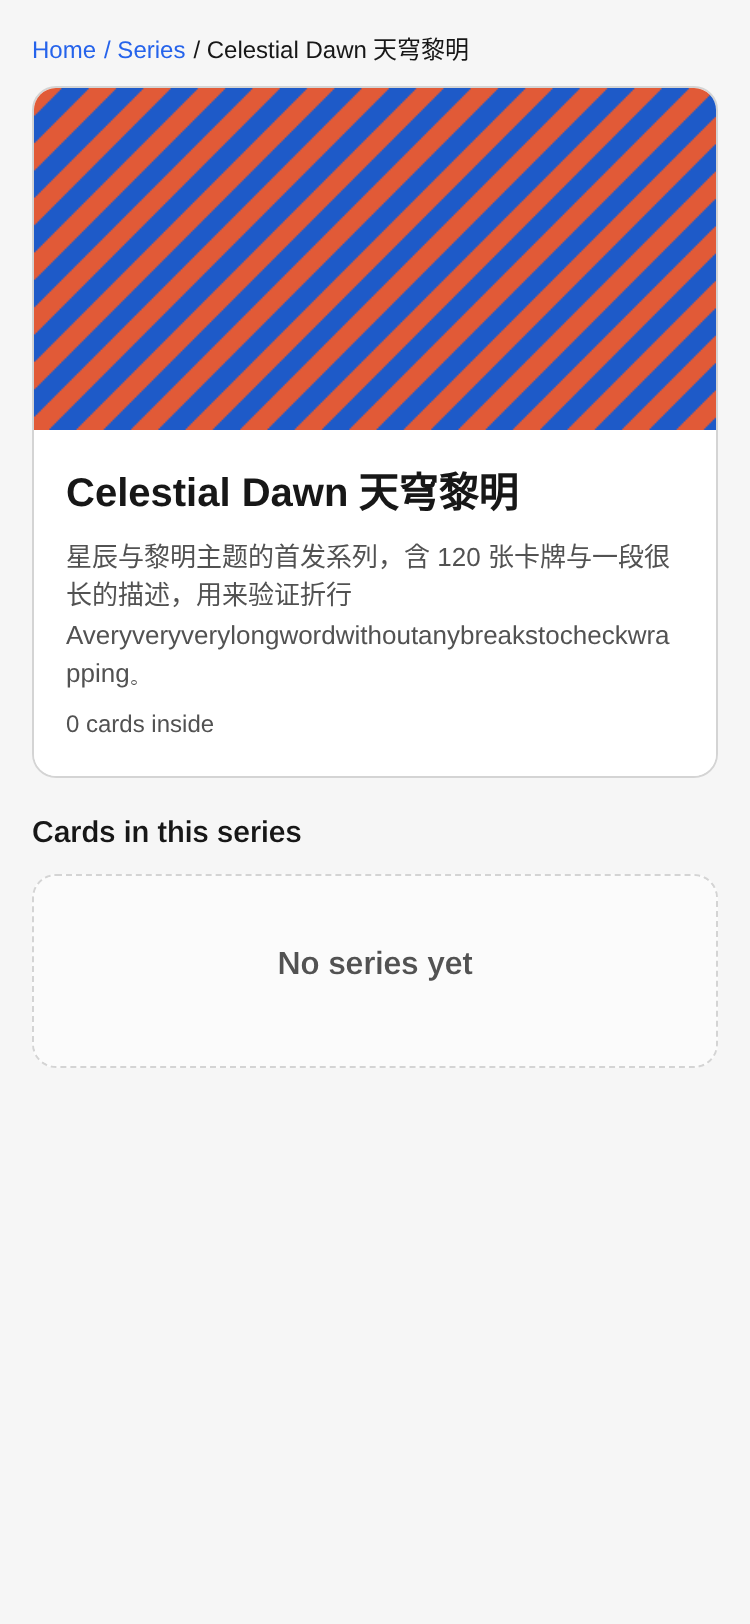 Home / Series / Celestial Dawn 天穹黎明
Celestial Dawn 天穹黎明
星辰与黎明主题的首发系列，含 120 张卡牌与一段很
长的描述，用来验证折行
Averyveryverylongwordwithoutanybreakstocheckwra
pping。
0 cards inside
Cards in this series
No series yet